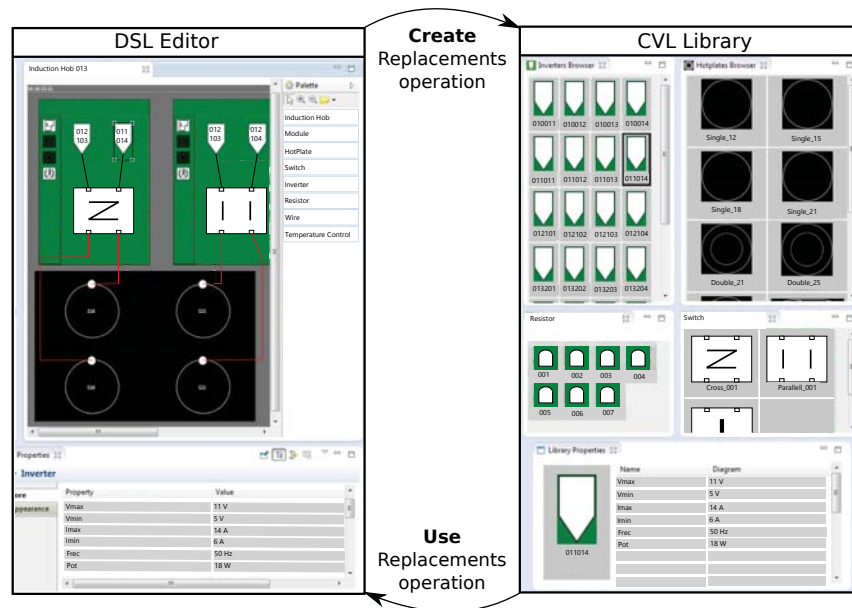 DSL Editor
Create
Replacements
operation
CVL Library
Induction Hob 013
Palette
Induction Hob
Module
HotPlate
Switch
Inverter
Resistor
Wire
Temperature Control
012
103
011
014
012
103
012
104
Properties
Inverter
ore
ppearance
Property Value
Vmax 11 V
Vmin 5 V
Imax 14 A
Imin 6 A
Frec 50 Hz
Pot 18 W
Use
Replacements
operation
Inverters Browser
010011 010012 010013 010014
011011 011012 011013 011014
012101 012102 012103 012104
013201 013202 013203 013204
Hotplates Browser
Single_12 Single_15
Single_18 Single_21
Double_21 Double_25
Resistor
001 002 003 004
005 006 007
Switch
Cross_001 Parallell_001
Library Properties
011014
Name Diagram
Vmax 11 V
Vmin 5 V
Imax 14 A
Imin 6 A
Frec 50 Hz
Pot 18 W